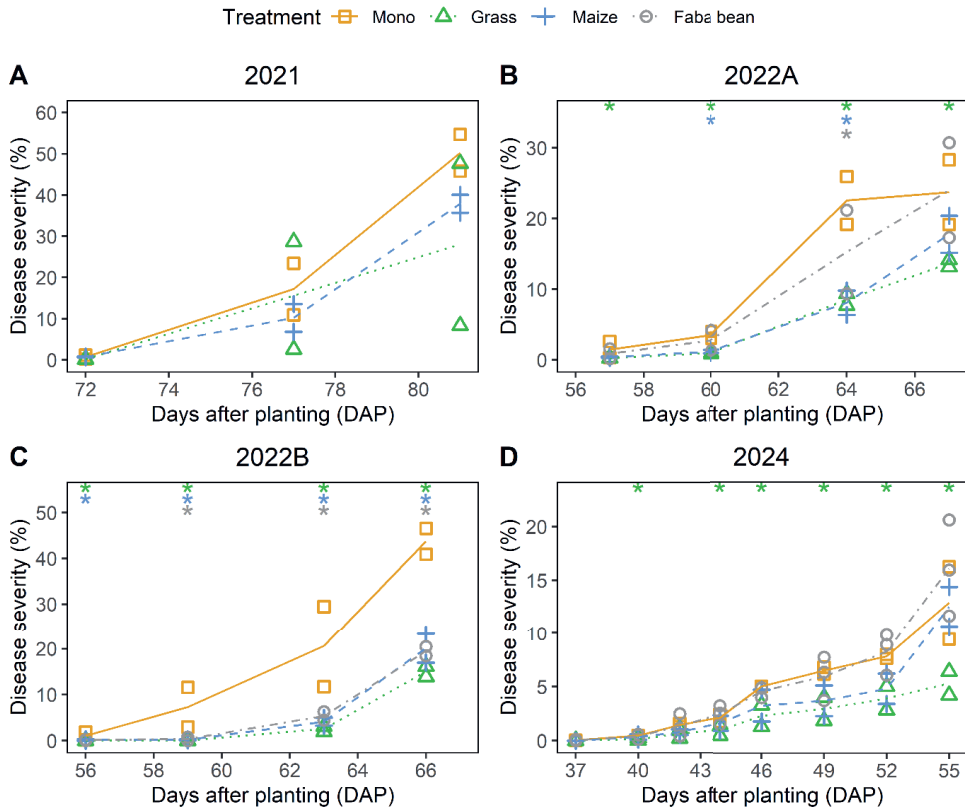 Treatment Mono Grass Maize Faba bean
A 2021
Disease severity (%)
60
50
40
30
20
10
0
72 74 76 78 80
Days after planting (DAP)
B 2022A
* * * *
* *
*
Disease severity (%)
30
20
10
0
56 58 60 62 64 66
Days after planting (DAP)
C 2022B
* * * *
* * * *
* * *
Disease severity (%)
50
40
30
20
10
0
56 58 60 62 64 66
Days after planting (DAP)
D 2024
* * * * * *
Disease severity (%)
20
15
10
5
0
37 40 43 46 49 52 55
Days after planting (DAP)